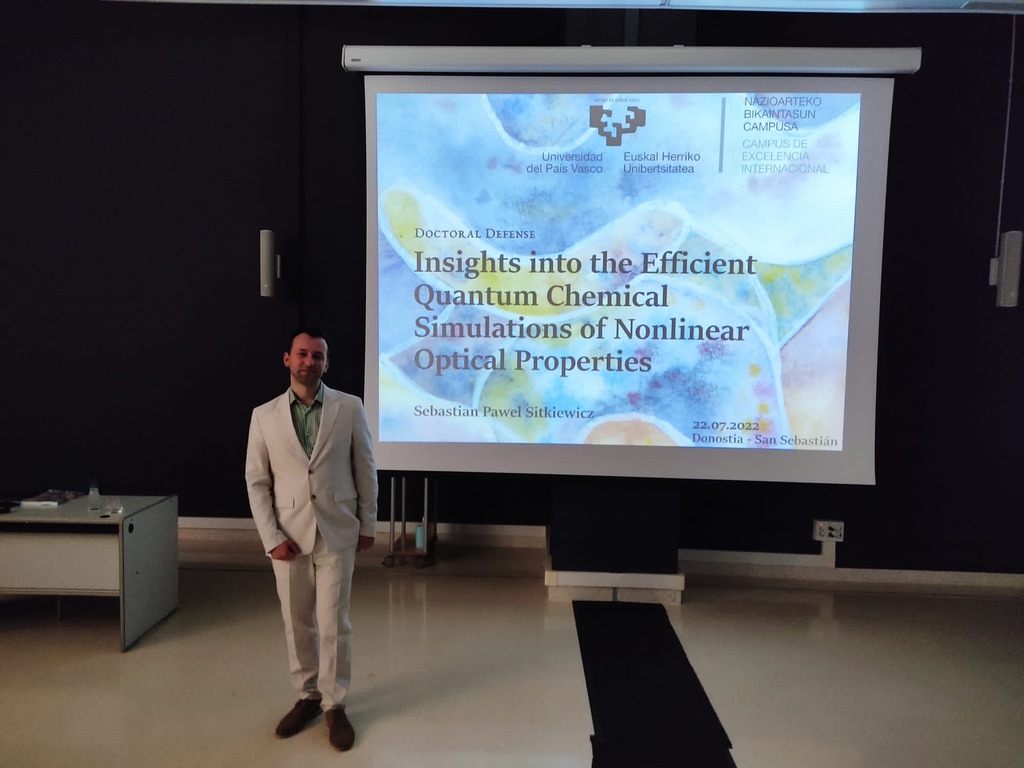 Universidad
del País Vasco
Euskal Herriko
Unibertsitatea
NAZIOARTEKO
BIKAINTASUN
CAMPUSA
CAMPUS DE
EXCELENCIA
INTERNACIONAL
DOCTORAL DEFENSE
Insights into the Efficient
Quantum Chemical
Simulations of Nonlinear
Optical Properties
Sebastian Pawel Sitkiewicz
22.07.2022
Donostia - San Sebastián